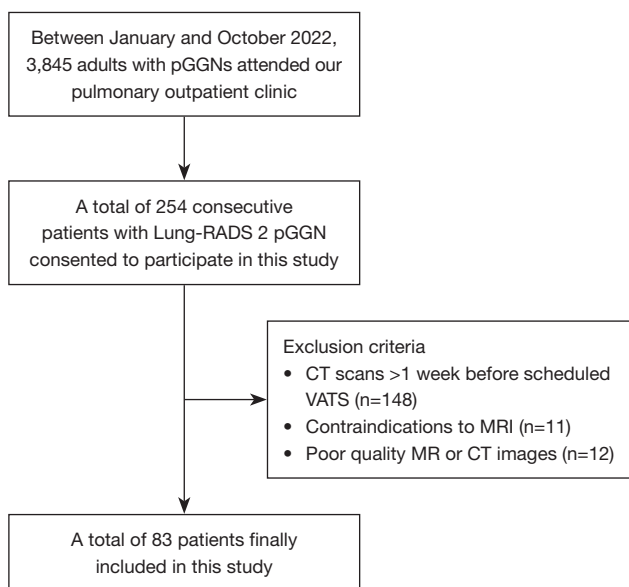 Between January and October 2022,
3,845 adults with pGGNs attended our
pulmonary outpatient clinic
A total of 254 consecutive
patients with Lung-RADS 2 pGGN
consented to participate in this study
Exclusion criteria
• CT scans >1 week before scheduled
VATS (n=148)
• Contraindications to MRI (n=11)
• Poor quality MR or CT images (n=12)
A total of 83 patients finally
included in this study